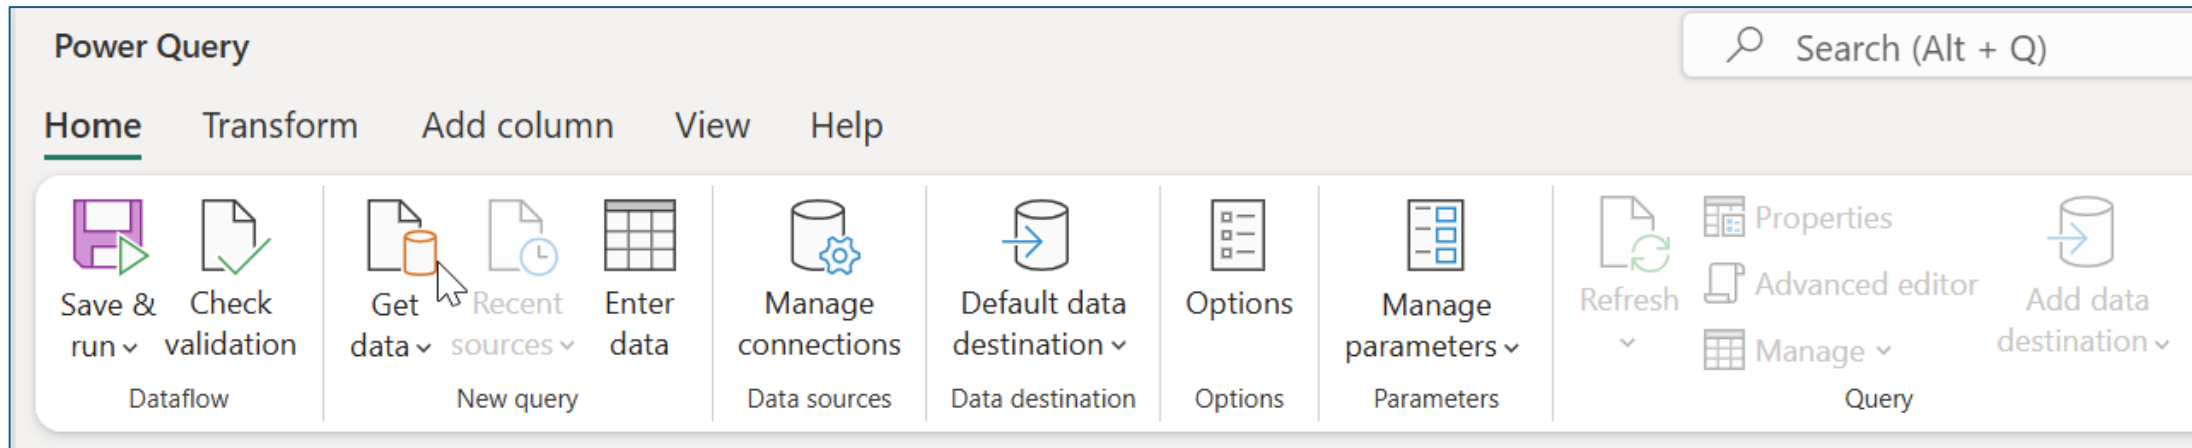 Power Query
Search (Alt + Q)
Home Transform Add column View Help
Save & run
Check validation
Get data
Recent sources
Enter data
Manage connections
Default data destination
Options
Manage parameters
Refresh
Properties
Advanced editor
Manage
Add data destination
Dataflow
New query
Data sources
Data destination
Options
Parameters
Query